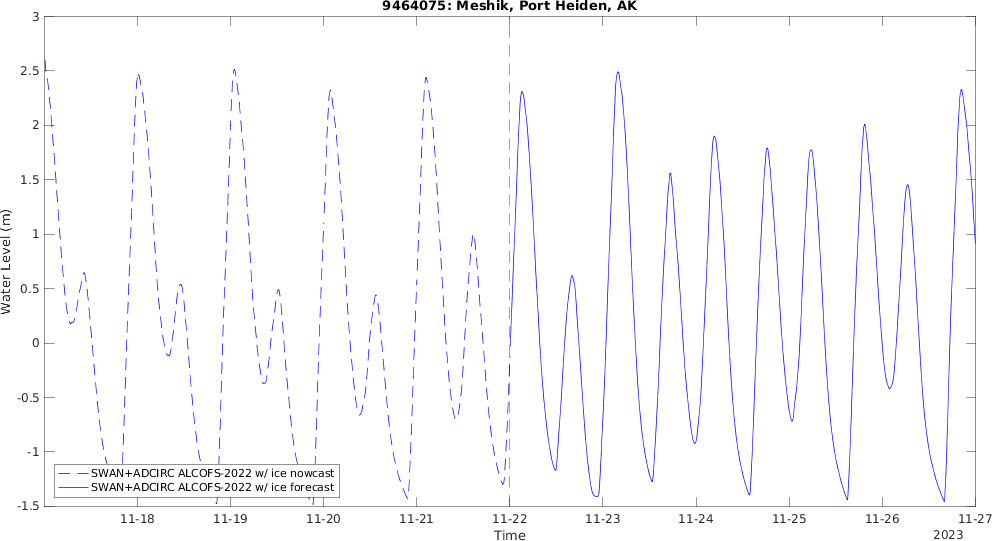 9464075: Meshik, Port Heiden, AK
3
2.5
2
1.5
1
0.5
0
-0.5
-1
-1.5
Water Level (m)
SWAN+ADCIRC ALCOFS-2022 w/ ice nowcast
SWAN+ADCIRC ALCOFS-2022 w/ ice forecast
11-18 11-19 11-20 11-21 11-22 11-23 11-24 11-25 11-26 11-27
Time
2023